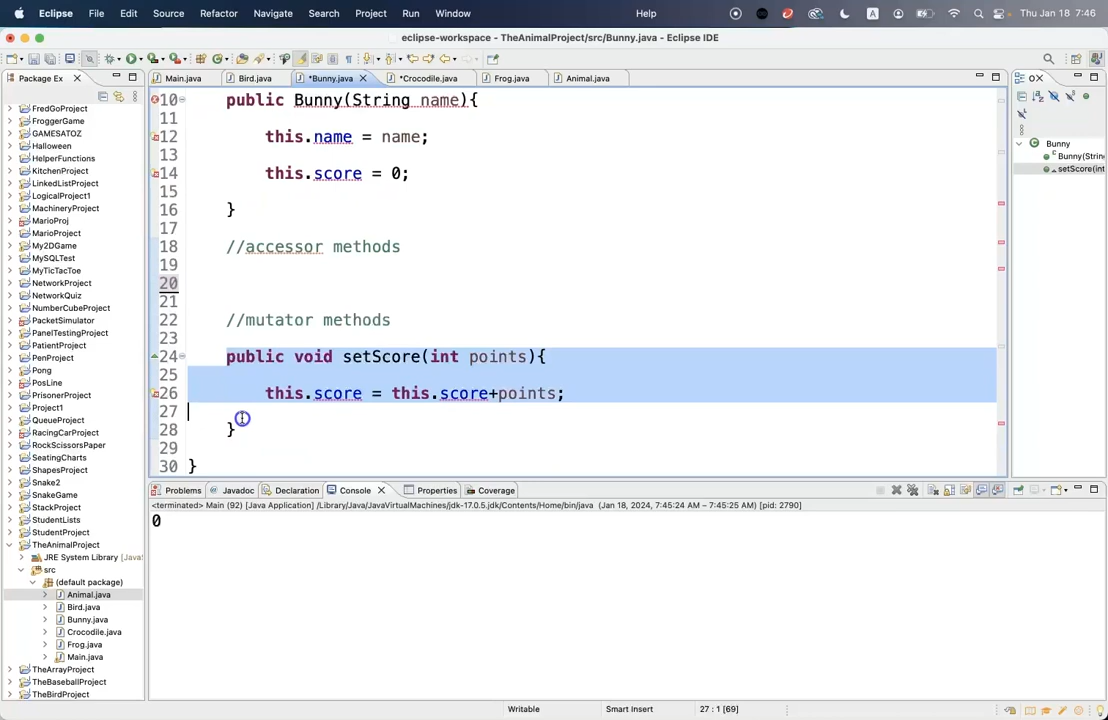 Eclipse File Edit Source Refactor Navigate Search Project Run Window Help Thu Jan 18 7:46
eclipse-workspace - TheAnimalProject/src/Bunny.java - Eclipse IDE
Package Ex
Main.java Bird.java *Bunny.java *Crocodile.java Frog.java Animal.java
FredGoProject
FroggerGame
GAMESATOZ
Halloween
HelperFunctions
KitchenProject
LinkedListProject
LogicalProject1
MachineryProject
MarioProj
MarioProject
My2DGame
MySQLTest
MyTicTacToe
NetworkProject
NetworkQuiz
NumberCubeProject
PacketSimulator
PanelTestingProject
PatientProject
PenProject
Pong
PosLine
PrisonerProject
Project1
QueueProject
RacingCarProject
RockScissorsPaper
SeatingCharts
ShapesProject
Snake2
SnakeGame
StackProject
StudentLists
StudentProject
TheAnimalProject
JRE System Library [Java
src
(default package)
Animal.java
Bird.java
Bunny.java
Crocodile.java
Frog.java
Main.java
TheArrayProject
TheBaseballProject
TheBirdProject
10 public Bunny(String name){
11
12 this.name = name;
13
14 this.score = 0;
15
16 }
17
18 //accessor methods
19
20
21
22 //mutator methods
23
24 public void setScore(int points){
25
26 this.score = this.score+points;
27
28 }
29
30 }
Bunny
Bunny(Strin
setScore(int
Problems Javadoc Declaration Console Properties Coverage
<terminated> Main (92) [Java Application] /Library/Java/JavaVirtualMachines/jdk-17.0.5.jdk/Contents/Home/bin/java (Jan 18, 2024, 7:45:24 AM – 7:45:25 AM) [pid: 2790]
0
Writable Smart Insert 27 : 1 [69]